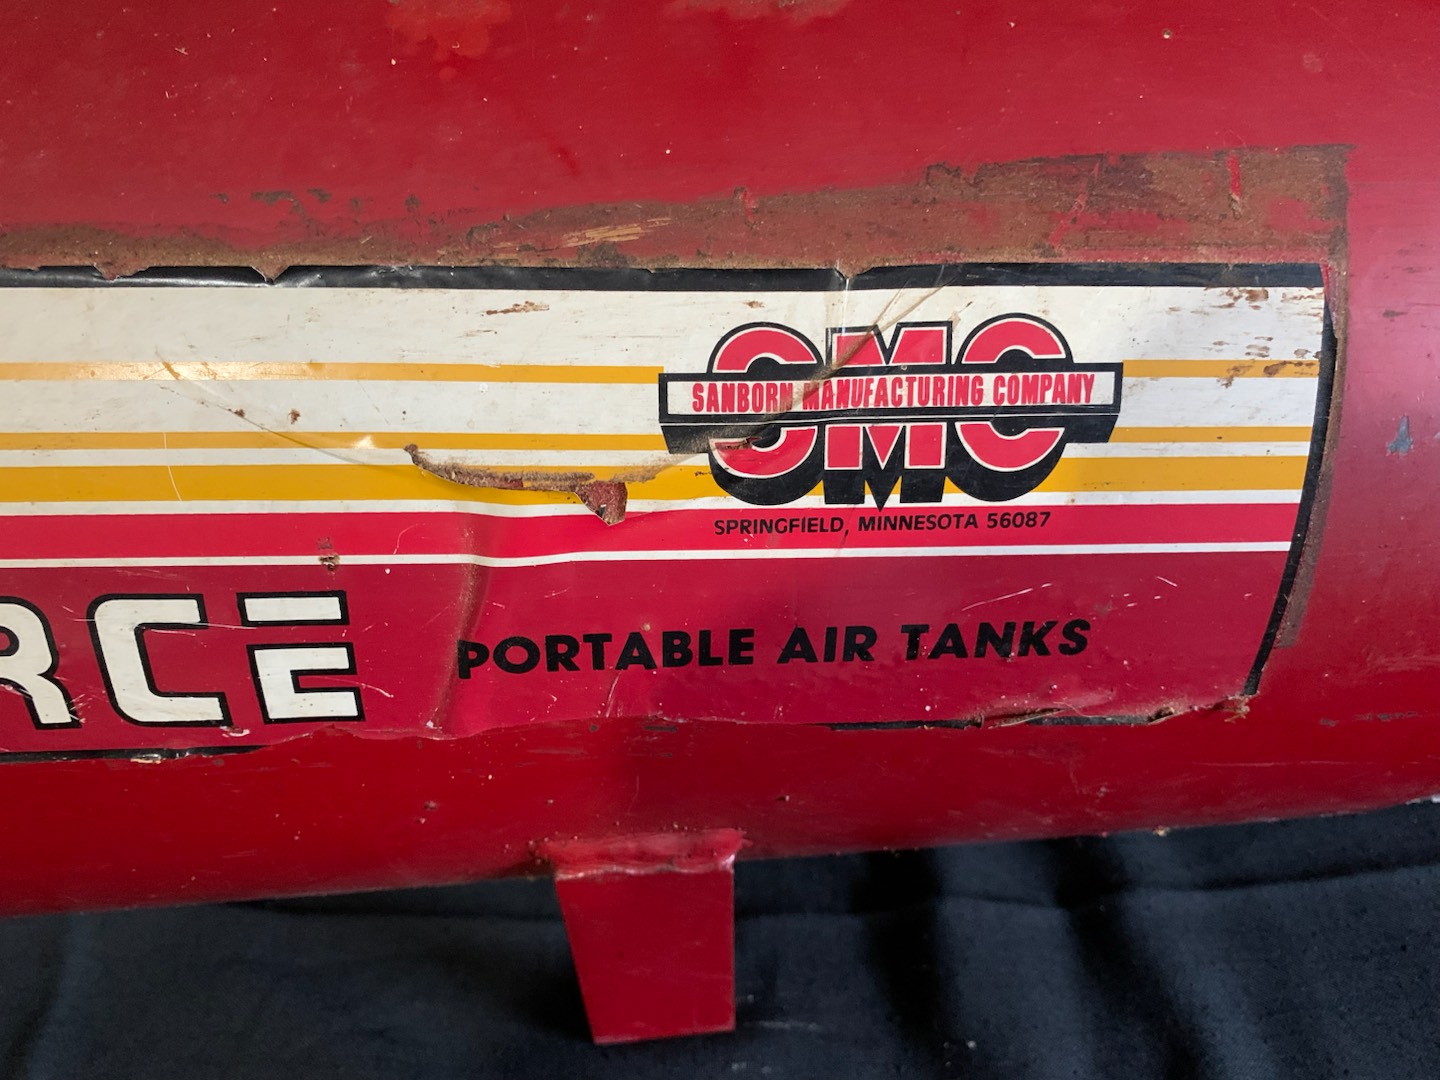 SMC
SANBORN MANUFACTURING COMPANY
SPRINGFIELD, MINNESOTA 56087
RCE PORTABLE AIR TANKS